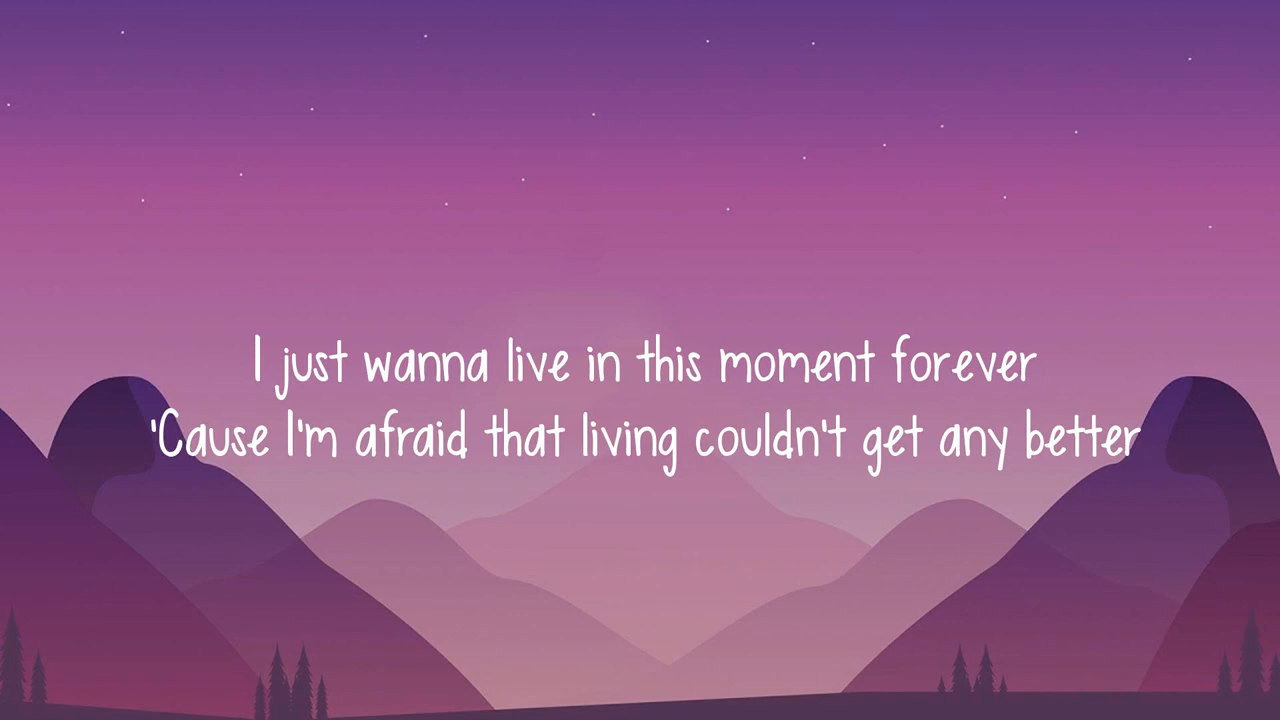 I just wanna live in this moment forever
'Cause I'm afraid that living couldn't get any better